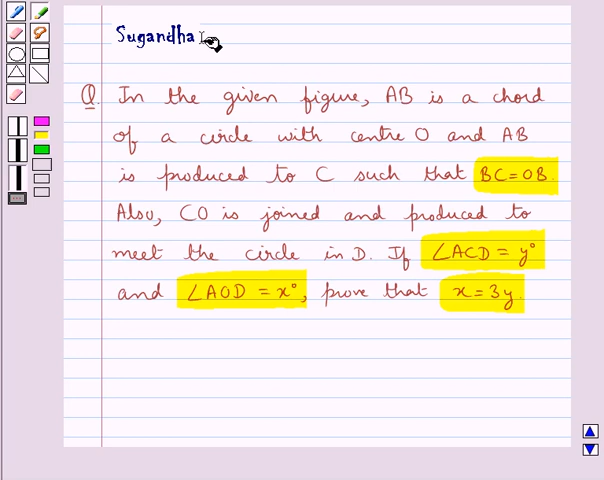 Sugandha
Q. In the given figure, AB is a chord
of a circle with centre O and AB
is produced to C such that BC=OB.
Also, CO is joined and produced to
meet the circle in D. If ∠ACD = y°
and ∠AOD = x°, prove that x=3y.